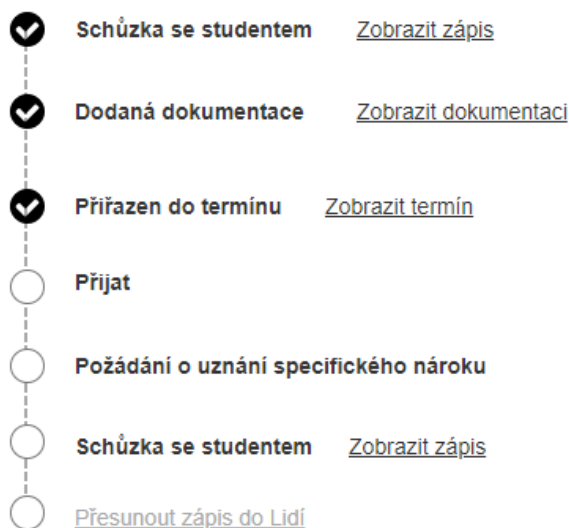 Schůzka se studentem Zobrazit zápis
Dodaná dokumentace Zobrazit dokumentaci
Přiřazen do termínu Zobrazit termín
Přijat
Požádání o uznání specifického nároku
Schůzka se studentem Zobrazit zápis
Přesunout zápis do Lidí